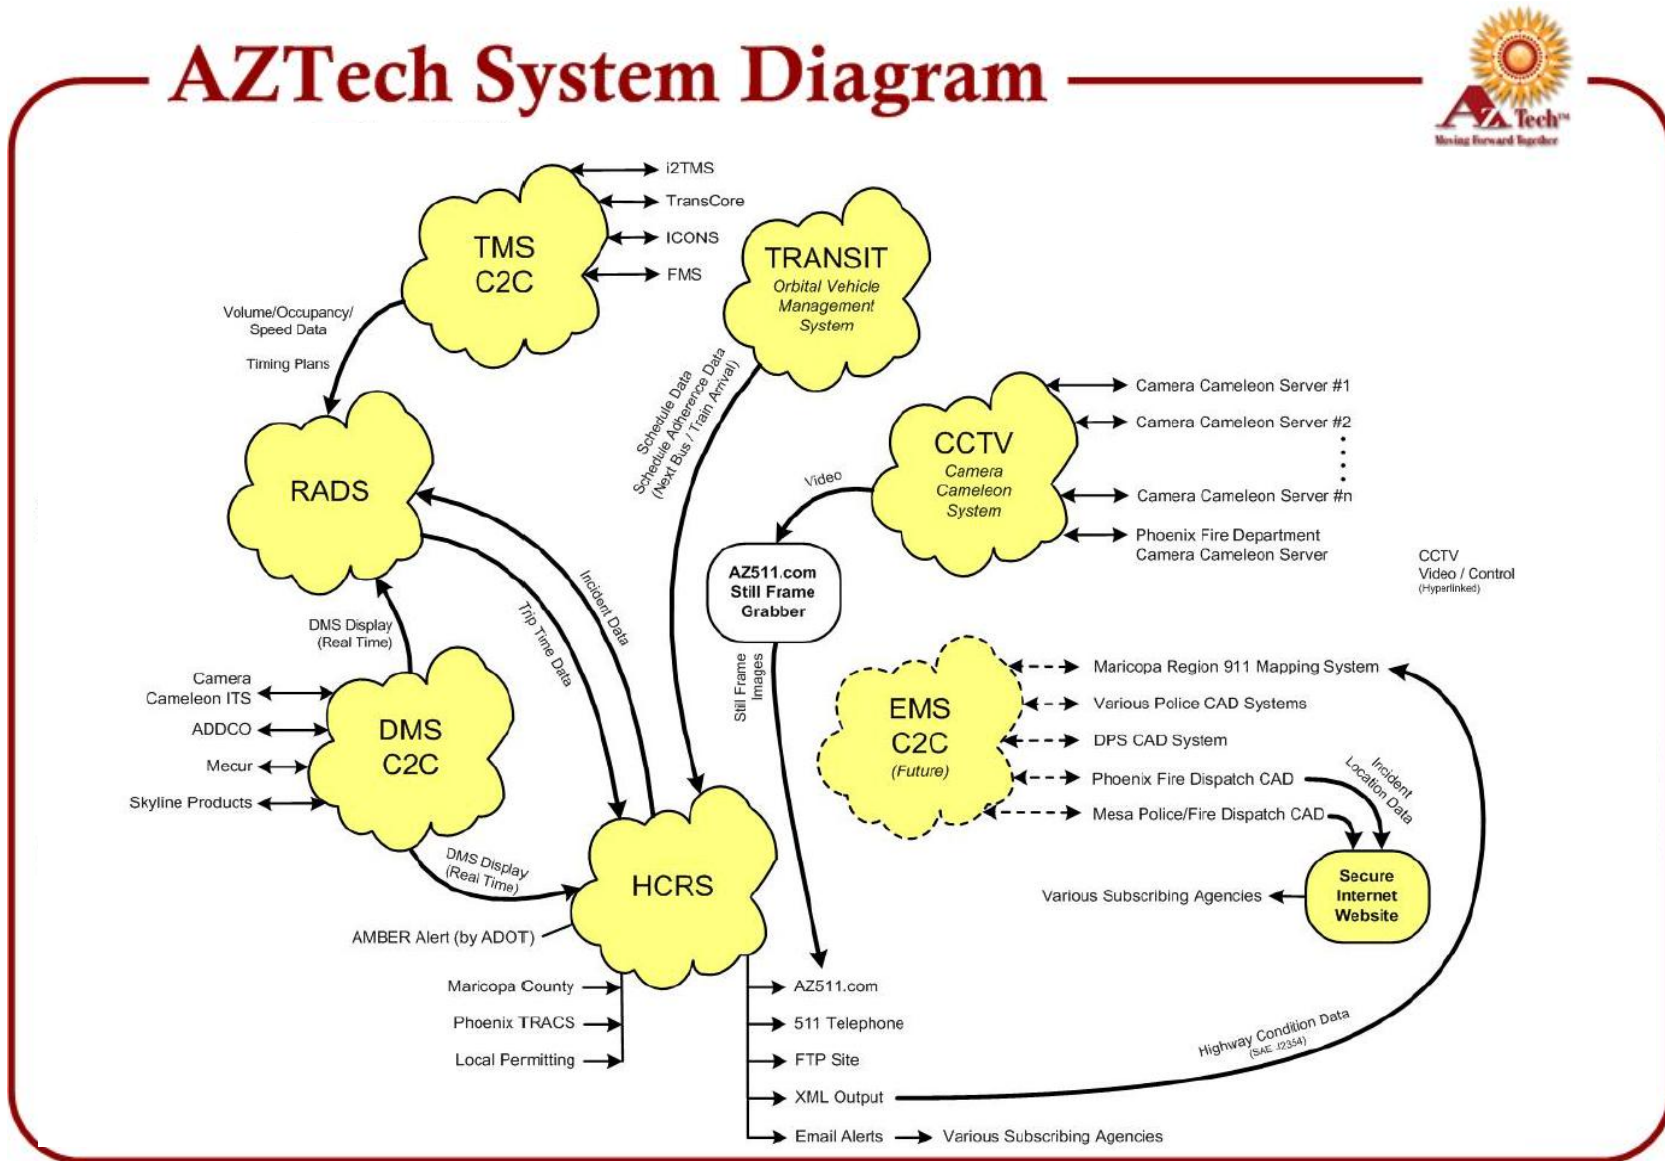 AZTech System Diagram
AZTech™
Moving Forward Together
i2TMS
TransCore
ICONS
FMS
TMS
C2C
TRANSIT
Orbital Vehicle
Management
System
Volume/Occupancy/
Speed Data
Timing Plans
Schedule Data
Schedule Adherence Data
(Next Bus / Train Arrival)
RADS
CCTV
Camera
Cameleon
System
Camera Cameleon Server #1
Camera Cameleon Server #2
Camera Cameleon Server #n
Phoenix Fire Department
Camera Cameleon Server
Video
CCTV
Video / Control
(Hyperlinked)
AZ511.com
Still Frame
Grabber
Incident Data
Trip Time Data
DMS Display
(Real Time)
Still Frame
Images
Camera
Cameleon ITS
ADDCO
Mecur
Skyline Products
DMS
C2C
EMS
C2C
(Future)
Maricopa Region 911 Mapping System
Various Police CAD Systems
DPS CAD System
Phoenix Fire Dispatch CAD
Mesa Police/Fire Dispatch CAD
Incident
Location Data
DMS Display
(Real Time)
HCRS
Secure
Internet
Website
Various Subscribing Agencies
AMBER Alert (by ADOT)
Maricopa County
Phoenix TRACS
Local Permitting
AZ511.com
511 Telephone
FTP Site
XML Output
Email Alerts
Various Subscribing Agencies
Highway Condition Data
(SAE J2354)